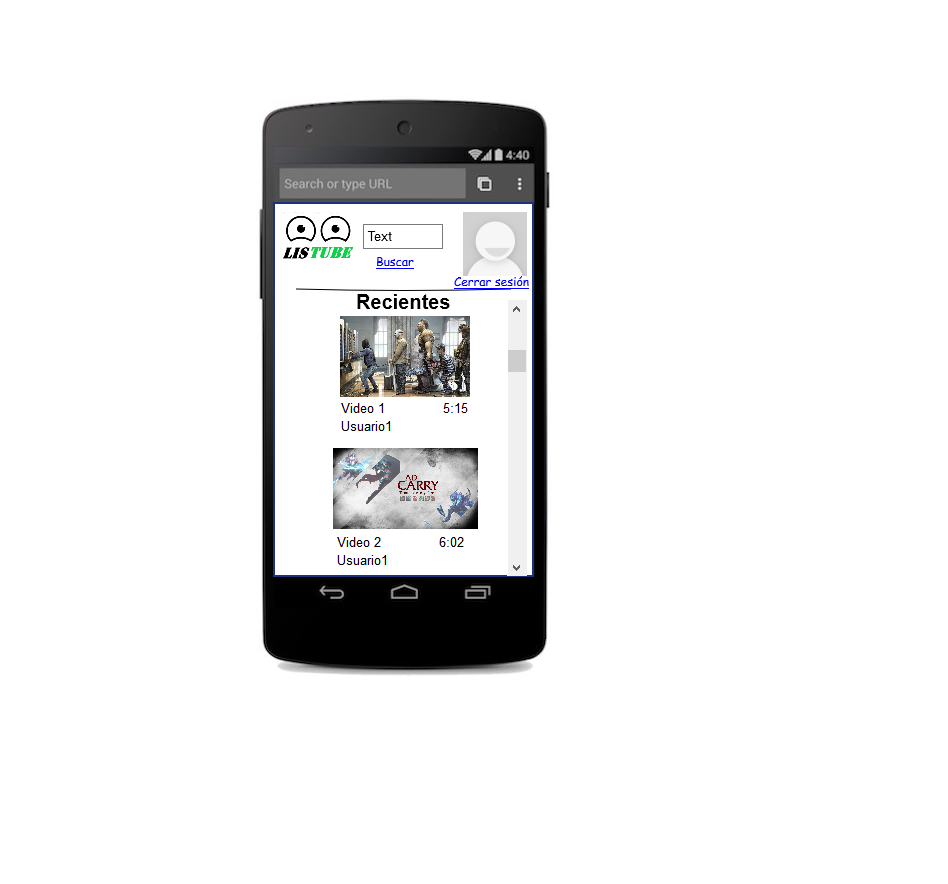 4:40
Search or type URL
LISTUBE
Text
Buscar
Cerrar sesión
Recientes
Video 1 5:15
Usuario1
AD
CARRY
Video 2 6:02
Usuario1